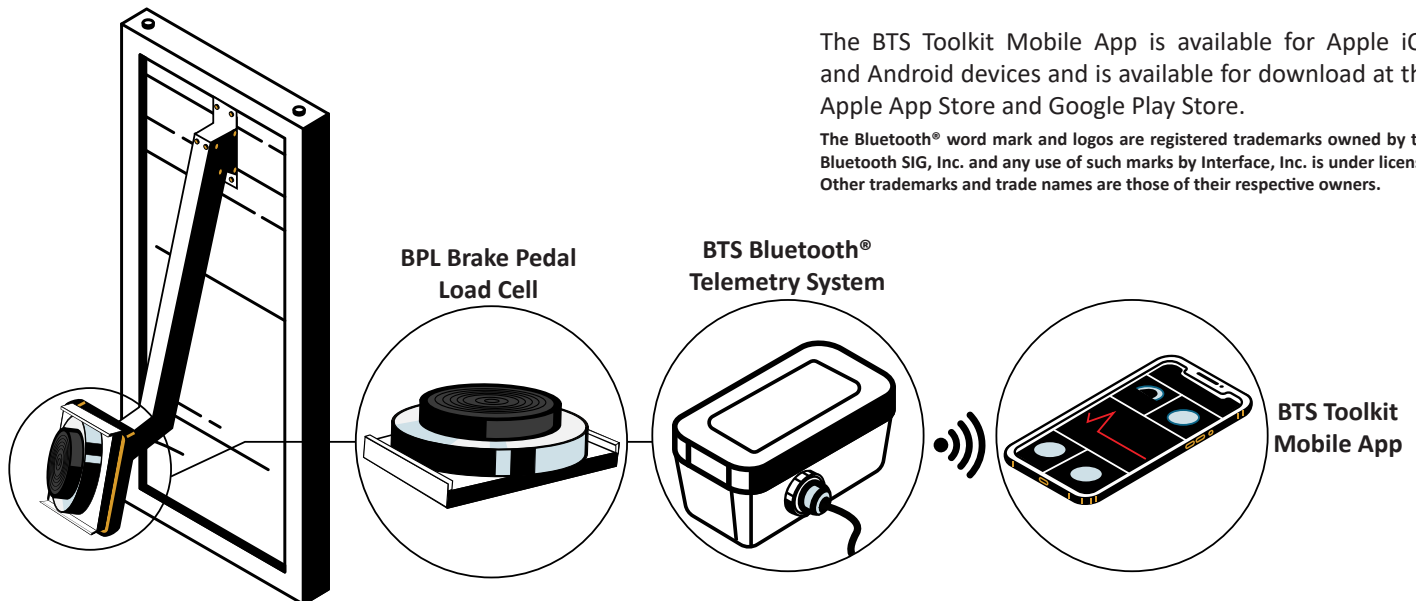 The BTS Toolkit Mobile App is available for Apple iO
and Android devices and is available for download at th
Apple App Store and Google Play Store.
The Bluetooth® word mark and logos are registered trademarks owned by t
Bluetooth SIG, Inc. and any use of such marks by Interface, Inc. is under licens
Other trademarks and trade names are those of their respective owners.
BPL Brake Pedal
Load Cell
BTS Bluetooth®
Telemetry System
BTS Toolkit
Mobile App